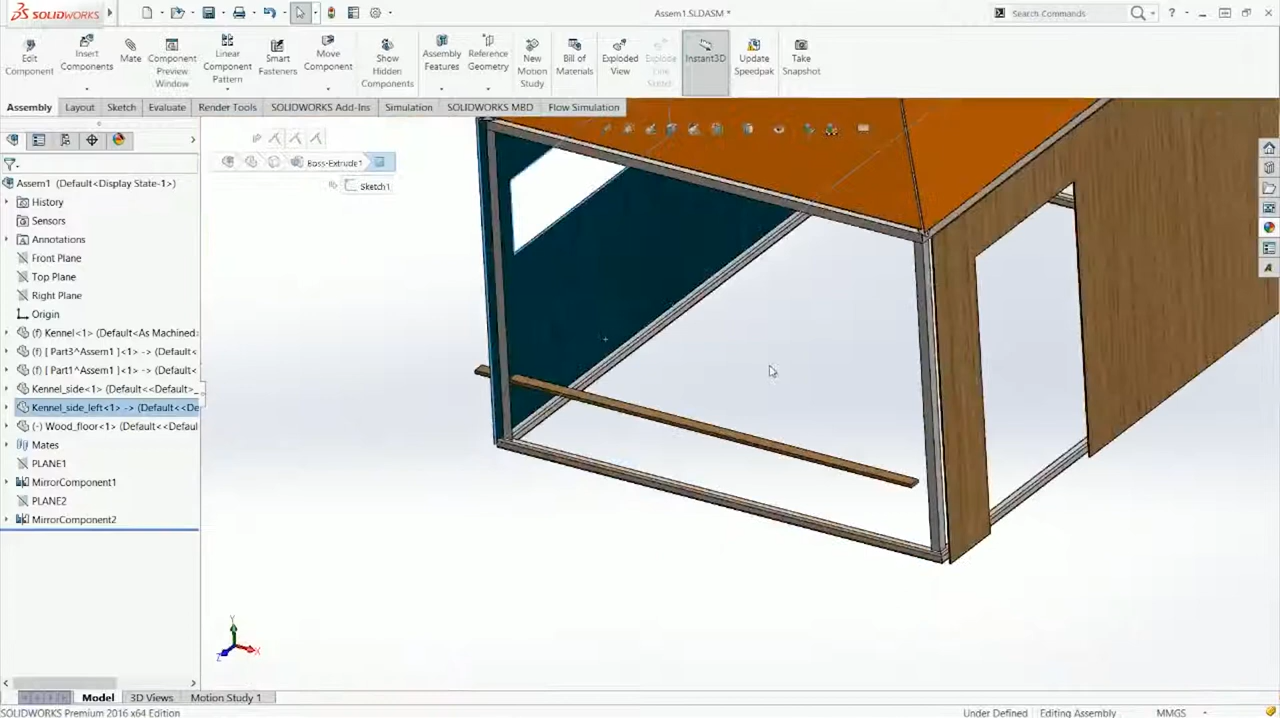 SOLIDWORKS
Assem1.SLDASM *
Search Commands
Edit Component
Insert Components
Mate
Component Preview Window
Linear Component Pattern
Smart Fasteners
Move Component
Show Hidden Components
Assembly Features
Reference Geometry
New Motion Study
Bill of Materials
Exploded View
Explode Line Sketch
Instant3D
Update Speedpak
Take Snapshot
Assembly
Layout
Sketch
Evaluate
Render Tools
SOLIDWORKS Add-Ins
Simulation
SOLIDWORKS MBD
Flow Simulation
Boss-Extrude1
Sketch1
Assem1 (Default<Display State-1>)
History
Sensors
Annotations
Front Plane
Top Plane
Right Plane
Origin
(f) Kennel<1> (Default<As Machined>
(f) [ Part3^Assem1 ]<1> -> (Default<
(f) [ Part1^Assem1 ]<1> -> (Default<
Kennel_side<1> (Default<<Default>_
Kennel_side_left<1> -> (Default<<De
(-) Wood_floor<1> (Default<<Defaul
Mates
PLANE1
MirrorComponent1
PLANE2
MirrorComponent2
Y
X
Z
Model
3D Views
Motion Study 1
SOLIDWORKS Premium 2016 x64 Edition
Under Defined
Editing Assembly
MMGS